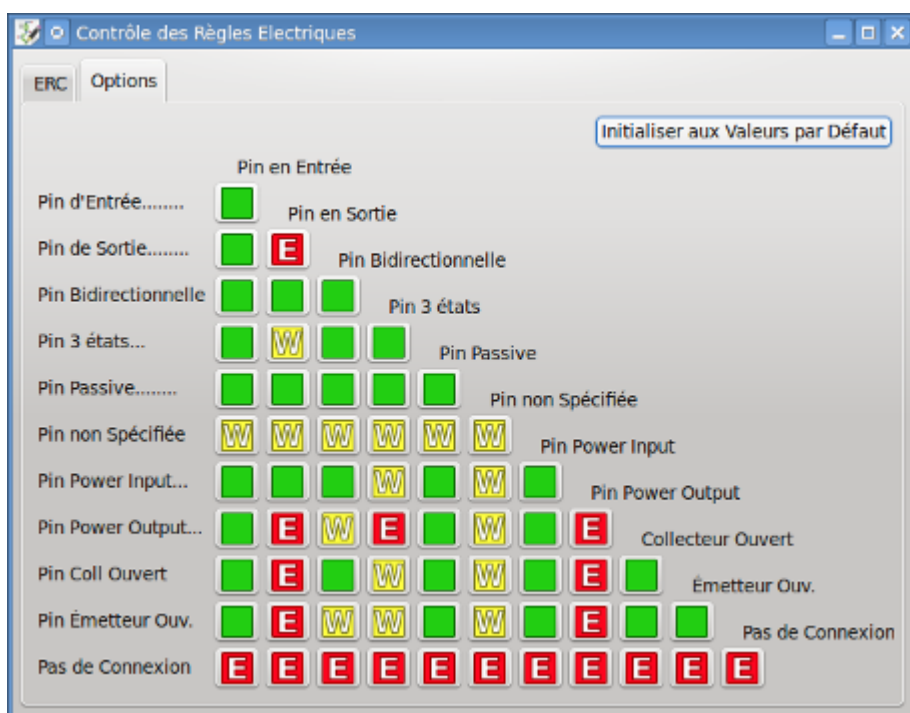 Contrôle des Règles Electriques
ERC Options
Initialiser aux Valeurs par Défaut
Pin en Entrée
Pin d'Entrée........
Pin en Sortie
Pin de Sortie........ E
Pin Bidirectionnelle
Pin Bidirectionnelle
Pin 3 états
Pin 3 états... W
Pin Passive
Pin Passive........
Pin non Spécifiée
Pin non Spécifiée W W W W W W
Pin Power Input
Pin Power Input... W W
Pin Power Output
Pin Power Output... E W E W E
Collecteur Ouvert
Pin Coll Ouvert E W W E
Émetteur Ouv.
Pin Émetteur Ouv. E W W W E
Pas de Connexion
Pas de Connexion E E E E E E E E E E E